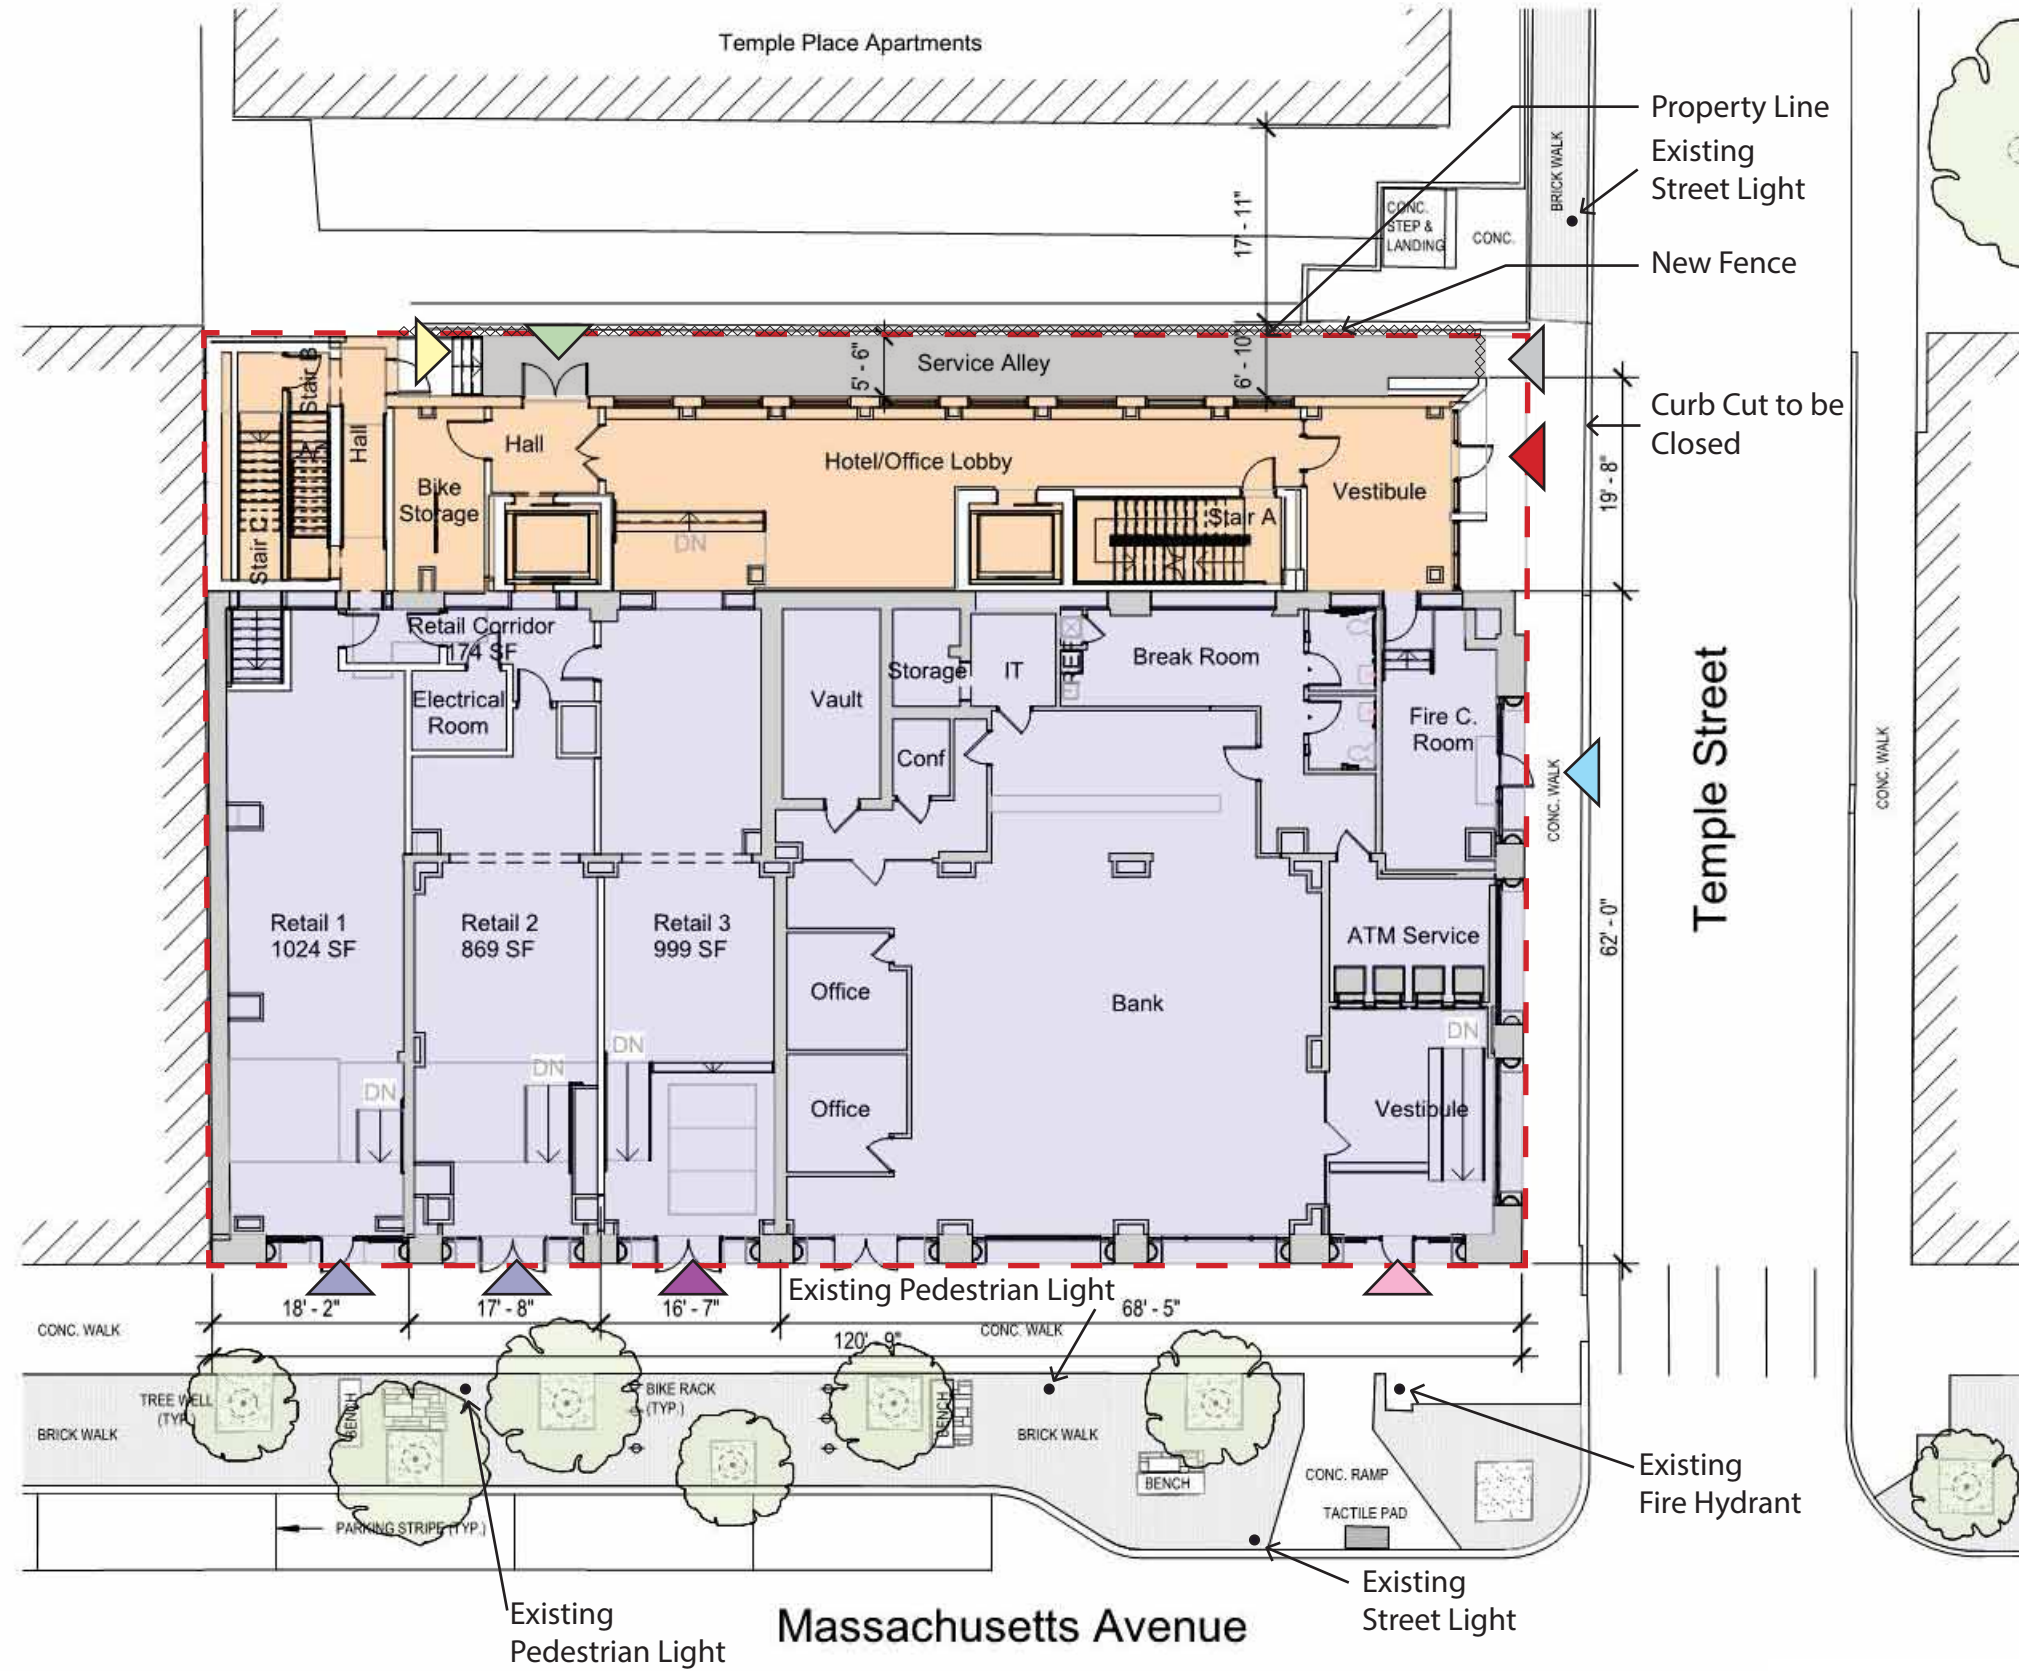 Temple Place Apartments
Property Line
Existing
Street Light
BRICK WALK
17' - 11"
CONC.
STEP &
LANDING
CONC.
New Fence
Service Alley
5' - 6"
6' - 10"
Curb Cut to be
Closed
Stair B
Hall
Stair C
Hall
Bike
Storage
Hotel/Office Lobby
Vestibule
Stair A
DN
19' - 8"
Retail Corridor
174 SF
Electrical
Room
Vault
Storage
IT
REF
Break Room
Conf
Fire C.
Room
CONC. WALK
Temple Street
CONC. WALK
62' - 0"
Retail 1
1024 SF
Retail 2
869 SF
Retail 3
999 SF
ATM Service
Office
Bank
DN
DN
DN
DN
Office
Vestibule
Existing Pedestrian Light
18' - 2"
17' - 8"
16' - 7"
68' - 5"
CONC. WALK
CONC. WALK
120' - 9"
TREE WELL
(TYP.)
BENCH
BIKE RACK
(TYP.)
BENCH
BRICK WALK
BRICK WALK
BENCH
CONC. RAMP
TACTILE PAD
Existing
Fire Hydrant
PARKING STRIPE (TYP.)
Existing
Pedestrian Light
Massachusetts Avenue
Existing
Street Light